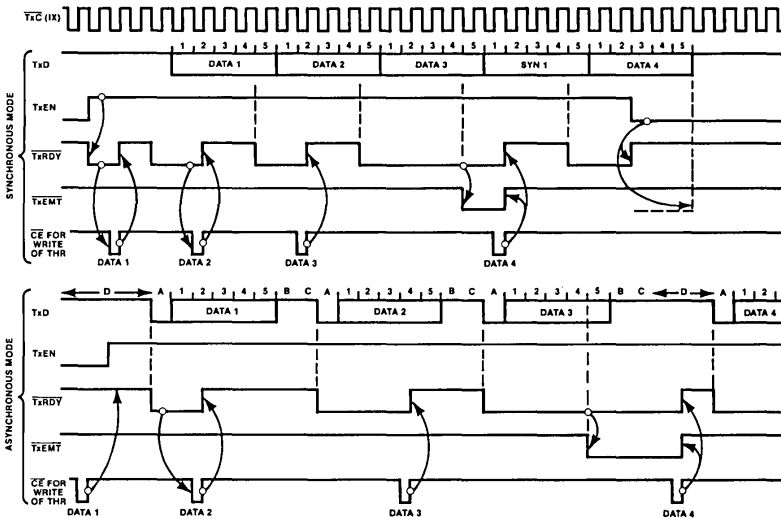 TxC (IX)
1 2 3 4 5 1 2 3 4 5 1 2 3 4 5 1 2 3 4 5 1 2 3 4 5
TxD DATA 1 DATA 2 DATA 3 SYN 1 DATA 4
SYNCHRONOUS MODE
TxEN
TxRDY
TxEMT
CE FOR
WRITE
OF THR
DATA 1 DATA 2 DATA 3 DATA 4
D A 1 2 3 4 5 B C A 1 2 3 4 5 B C A 1 2 3 4 5 B C D A 1 2
TxD DATA 1 DATA 2 DATA 3 DATA 4
ASYNCHRONOUS MODE
TxEN
TxRDY
TxEMT
CE FOR
WRITE
OF THR
DATA 1 DATA 2 DATA 3 DATA 4